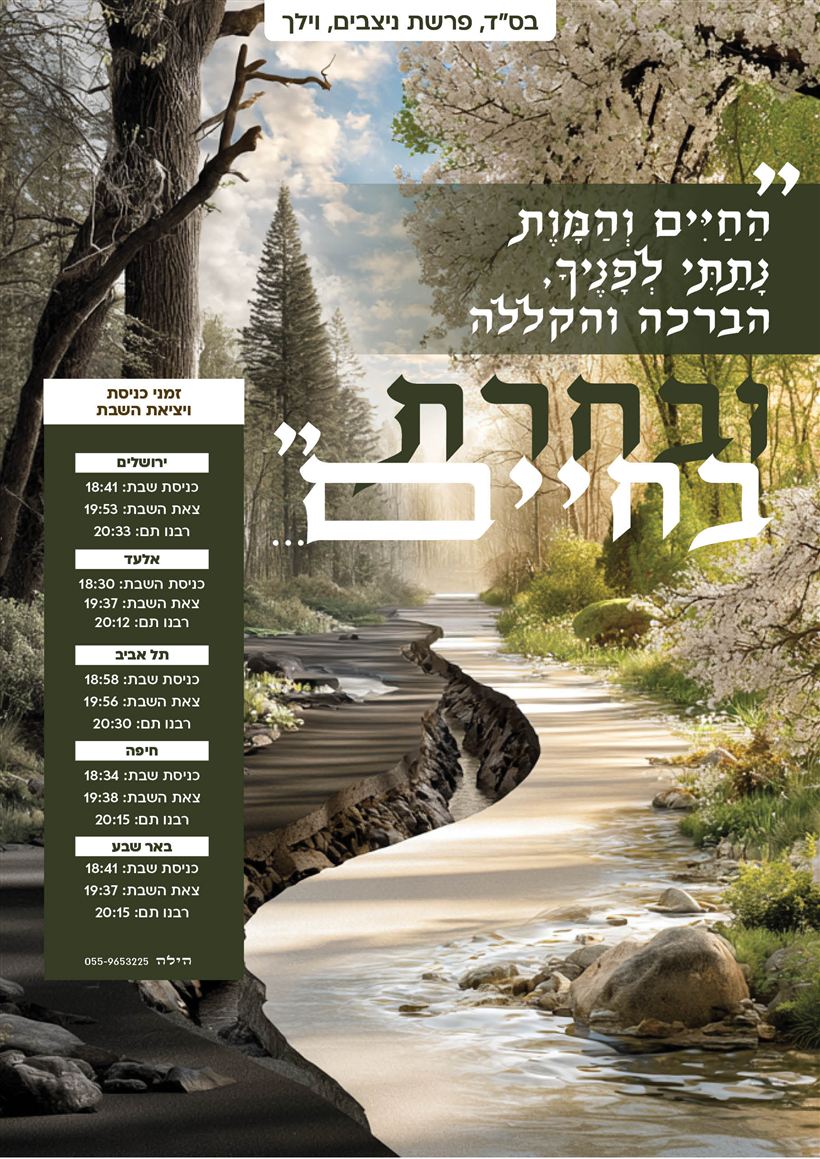 בס"ד, פרשת ניצבים, וילך
"הַחַיִּים וְהַמָּוֶת
נָתַתִּי לְפָנֶיךָ,
הברכה והקללה
ובחרת
בחיים"...
זמני כניסת
ויציאת השבת
ירושלים
כניסת שבת: 18:41
צאת השבת: 19:53
רבנו תם: 20:33
אלעד
כניסת השבת: 18:30
צאת השבת: 19:37
רבנו תם: 20:12
תל אביב
כניסת שבת: 18:58
צאת השבת: 19:56
רבנו תם: 20:30
חיפה
כניסת שבת: 18:34
צאת השבת: 19:38
רבנו תם: 20:15
באר שבע
כניסת שבת: 18:41
צאת השבת: 19:37
רבנו תם: 20:15
הילה 055-9653225